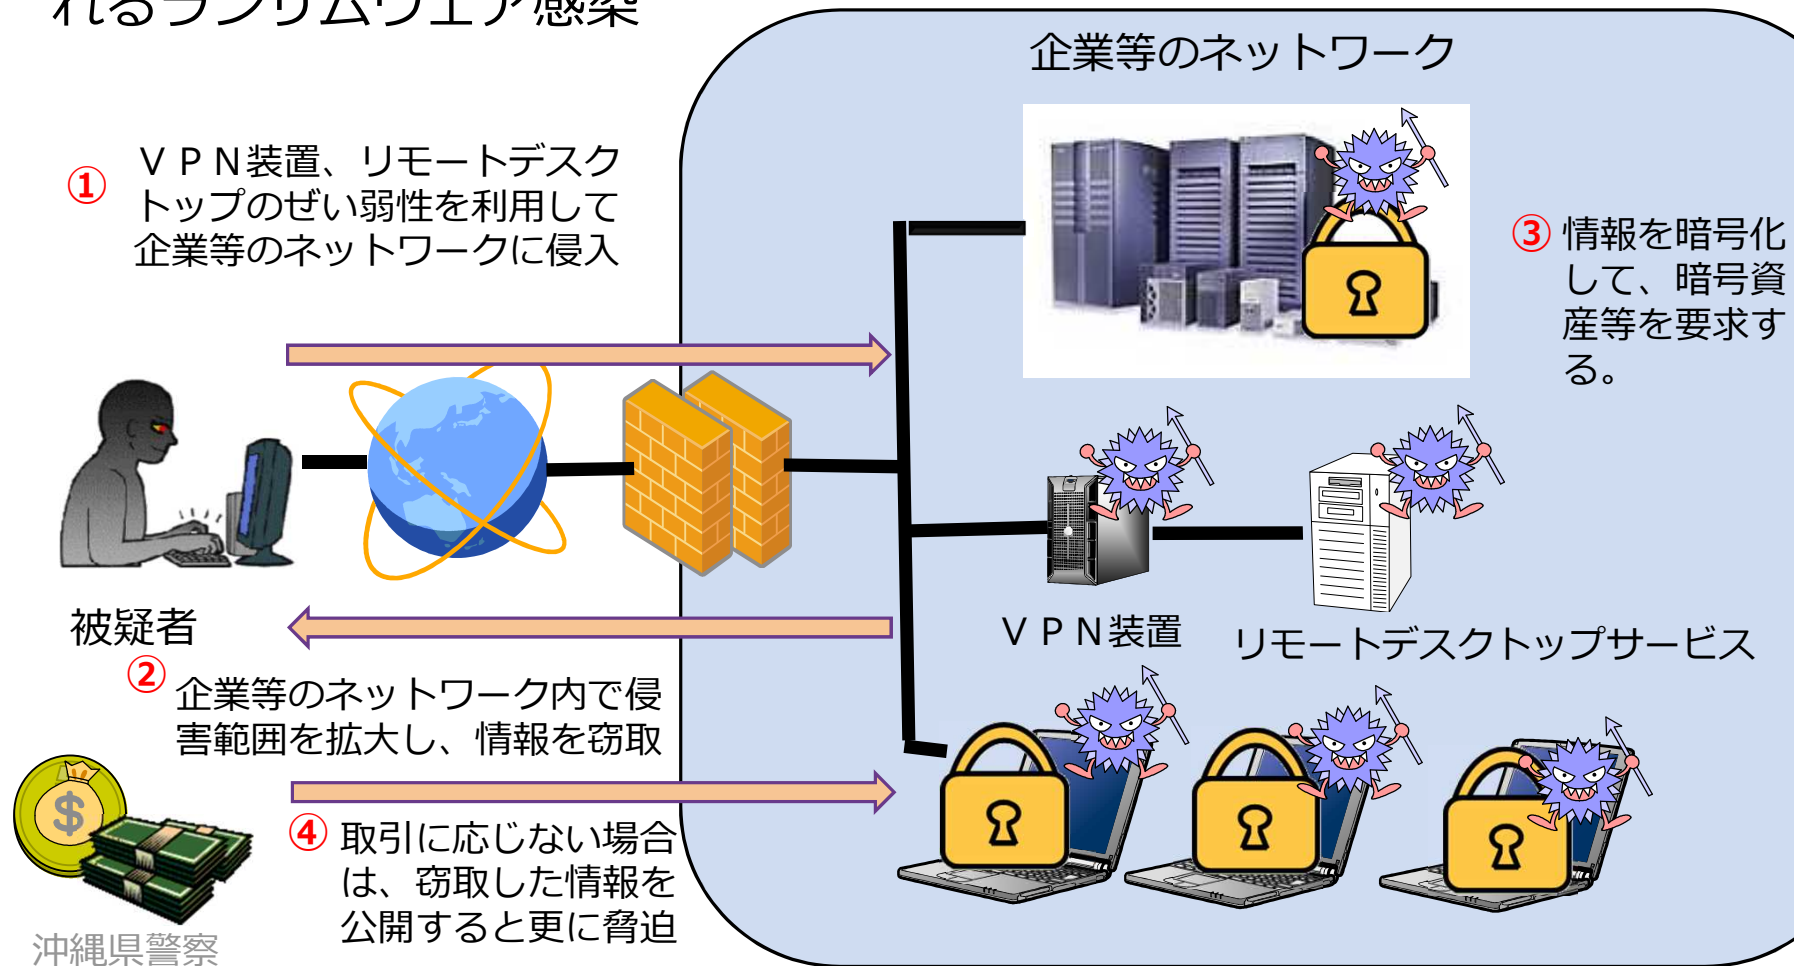 れるランサムウェア感染
企業等のネットワーク
①
ＶＰＮ装置、リモートデスク
トップのぜい弱性を利用して
企業等のネットワークに侵入
③
情報を暗号化
して、暗号資
産等を要求す
る。
被疑者
ＶＰＮ装置
リモートデスクトップサービス
②
企業等のネットワーク内で侵
害範囲を拡大し、情報を窃取
$
④
取引に応じない場合
は、窃取した情報を
公開すると更に脅迫
沖縄県警察